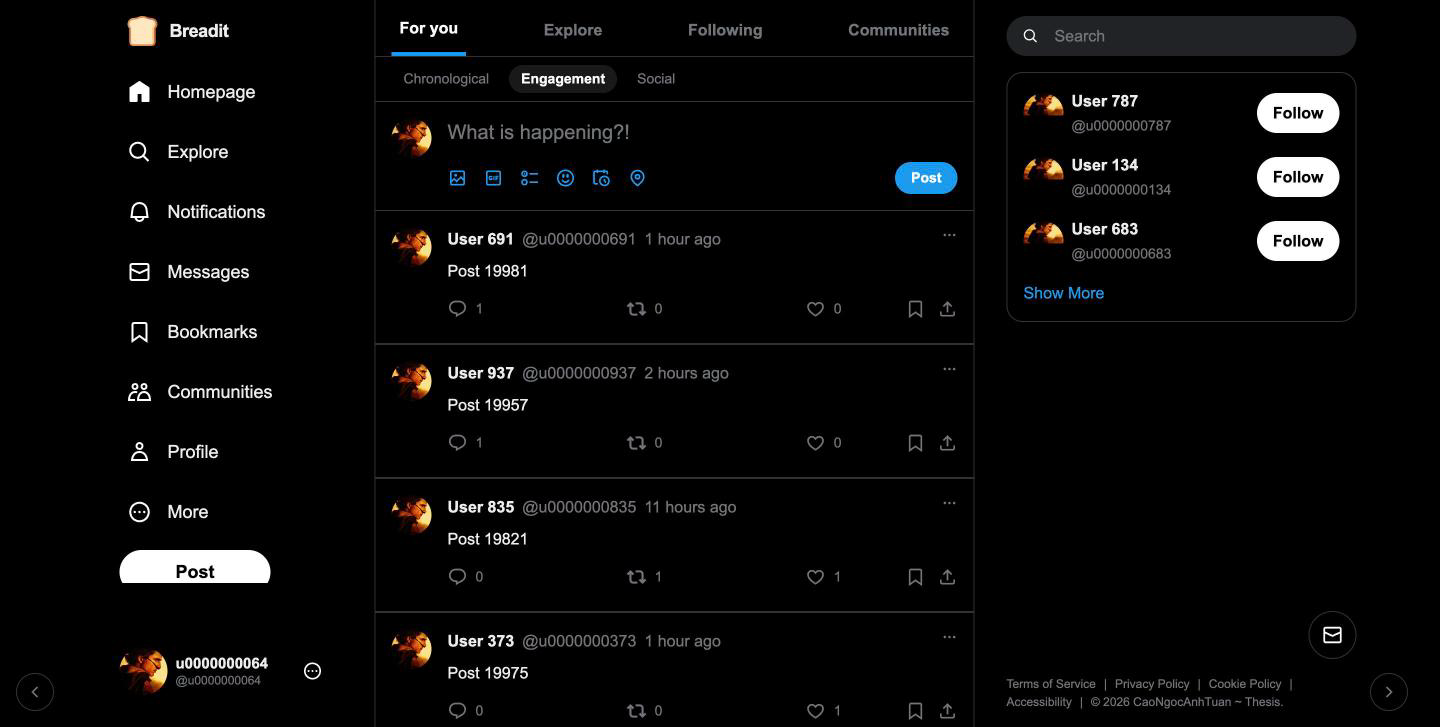 Breadit
Homepage
Explore
Notifications
Messages
Bookmarks
Communities
Profile
More
Post
u0000000064
@u0000000064
For you Explore Following Communities
Chronological Engagement Social
What is happening?!
GIF
Post
User 691 @u0000000691 1 hour ago
Post 19981
1 0 0
User 937 @u0000000937 2 hours ago
Post 19957
1 0 0
User 835 @u0000000835 11 hours ago
Post 19821
0 1 1
User 373 @u0000000373 1 hour ago
Post 19975
0 0 1
Search
User 787
@u0000000787
Follow
User 134
@u0000000134
Follow
User 683
@u0000000683
Follow
Show More
Terms of Service | Privacy Policy | Cookie Policy |
Accessibility | © 2026 CaoNgocAnhTuan ~ Thesis.